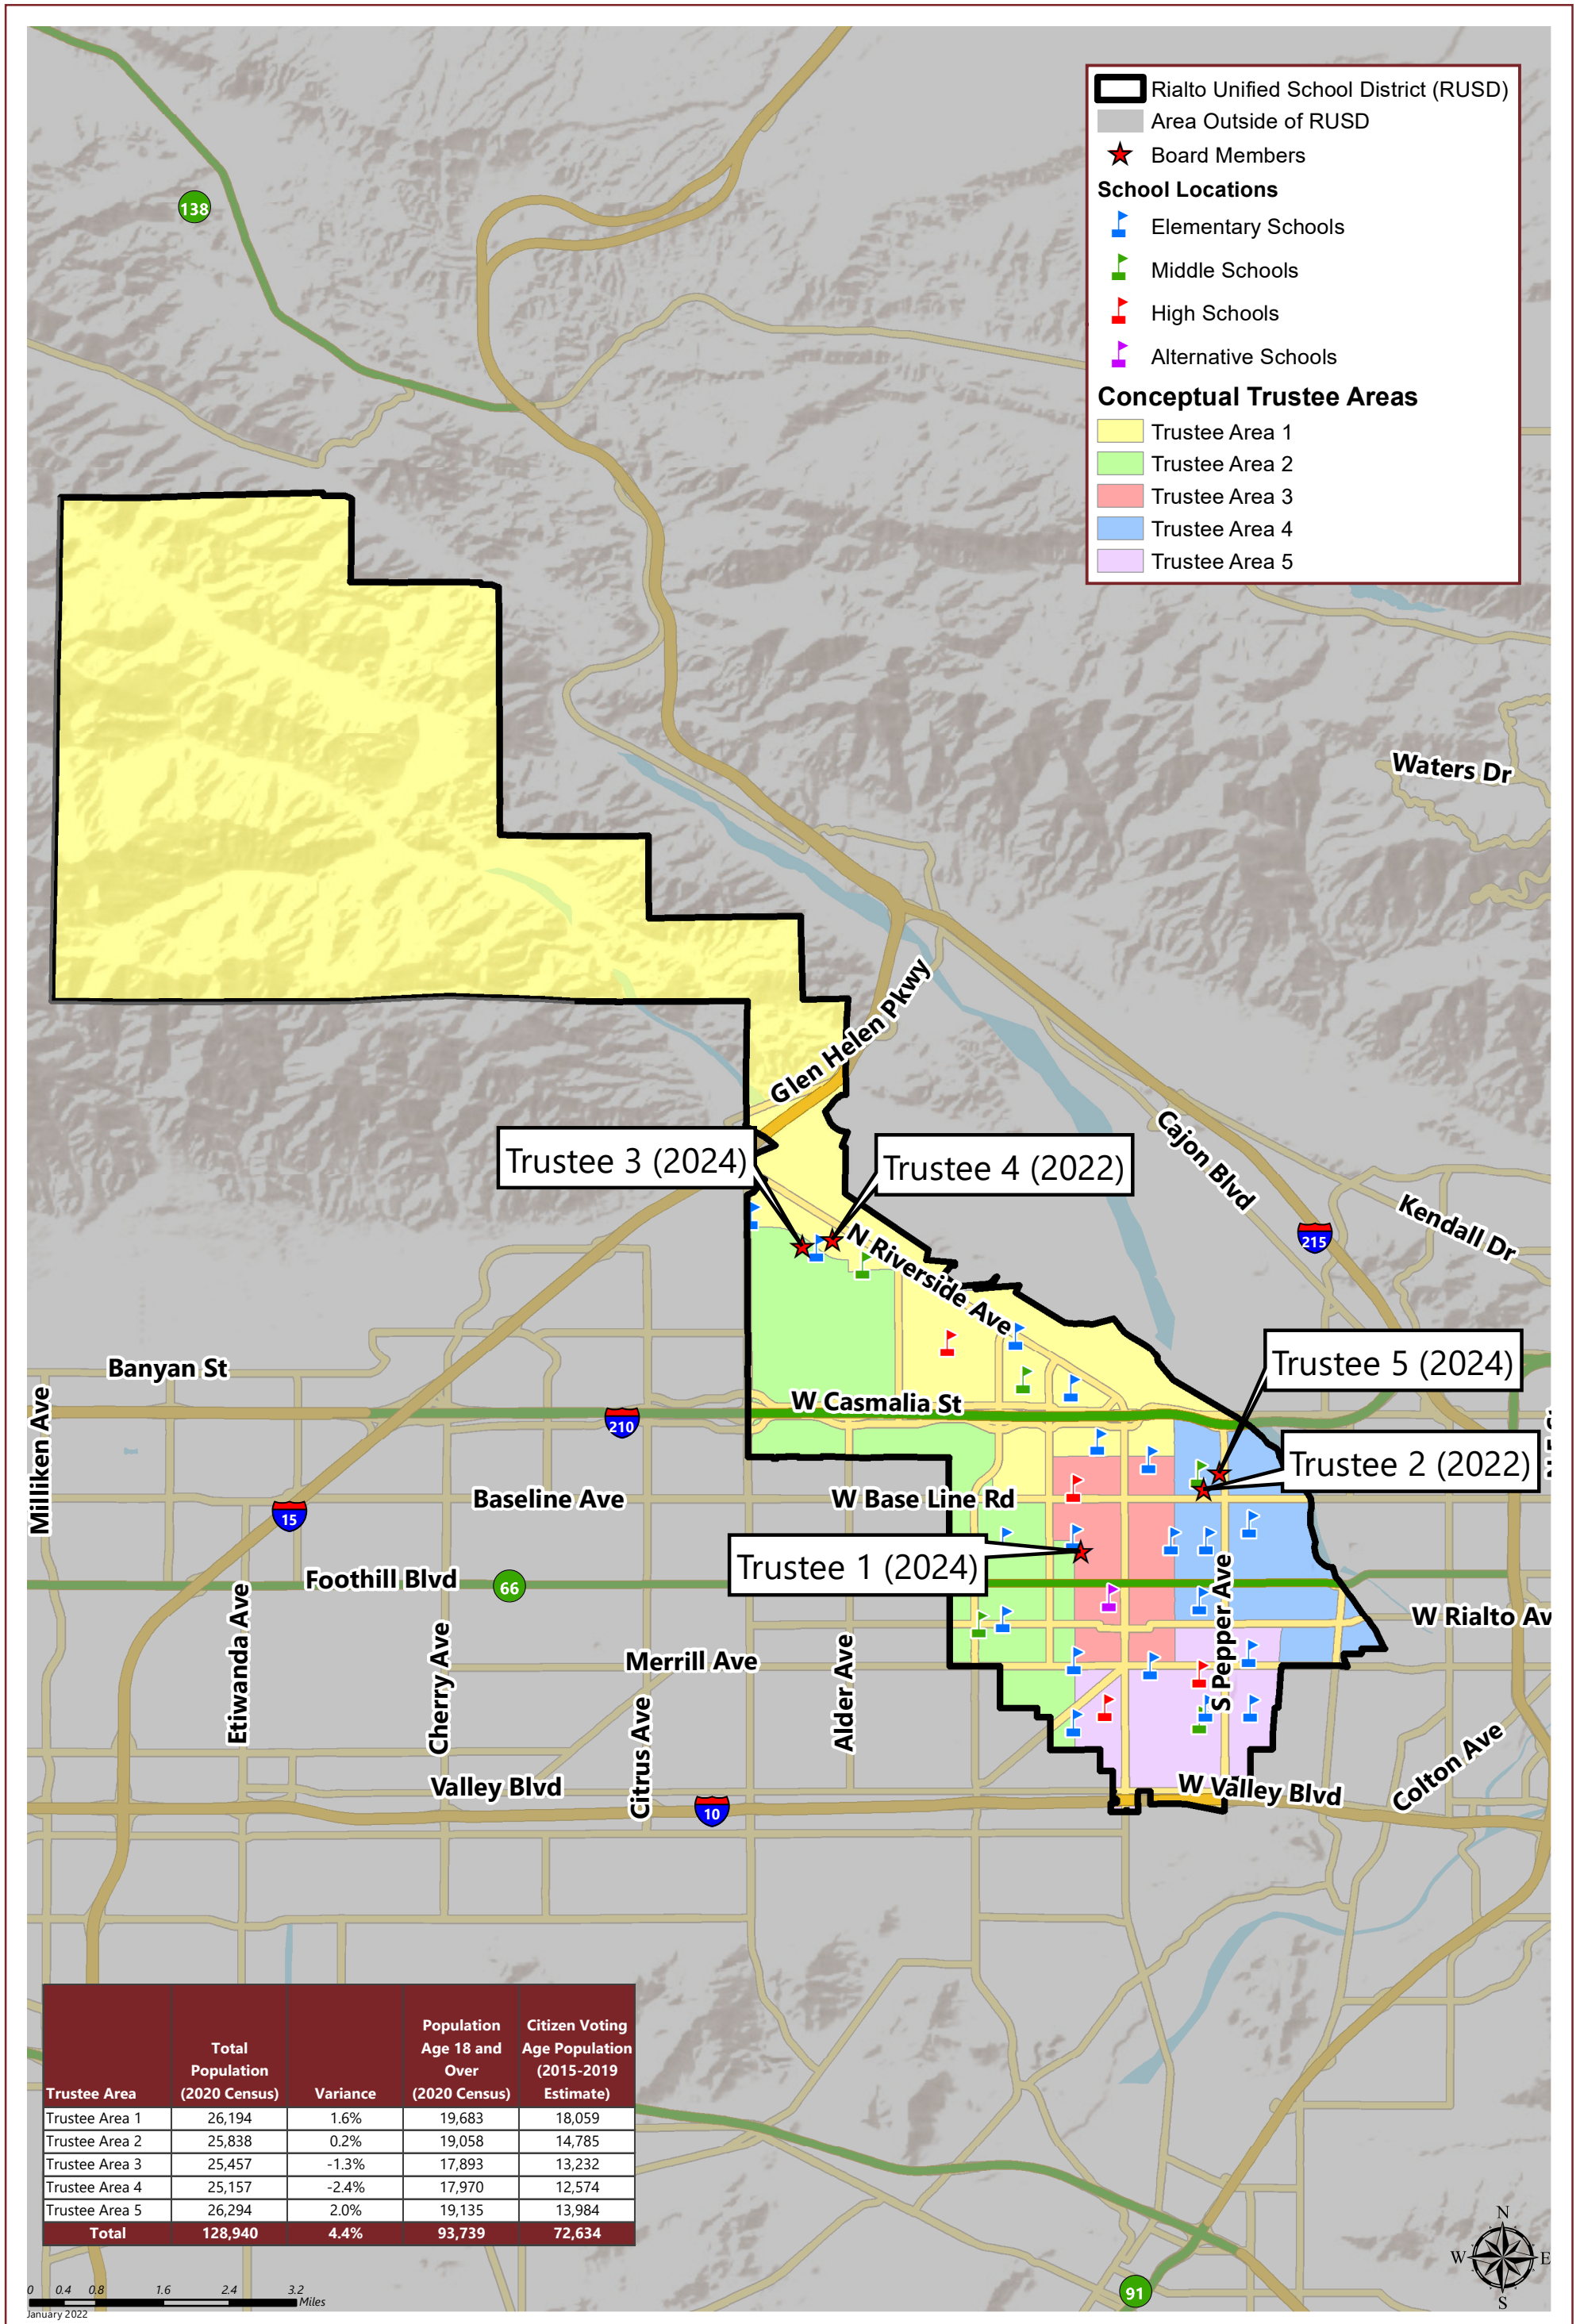 Rialto Unified School District (RUSD)
Area Outside of RUSD
Board Members
School Locations
Elementary Schools
Middle Schools
High Schools
Alternative Schools
Conceptual Trustee Areas
Trustee Area 1
Trustee Area 2
Trustee Area 3
Trustee Area 4
Trustee Area 5
138
Waters Dr
Glen Helen Pkwy
Cajon Blvd
Trustee 3 (2024)
Trustee 4 (2022)
Kendall Dr
215
N Riverside Ave
Trustee 5 (2024)
Banyan St
W Casmalia St
210
Milliken Ave
Trustee 2 (2022)
Baseline Ave
W Base Line Rd
15
Trustee 1 (2024)
Foothill Blvd
66
S Pepper Ave
W Rialto Av
Etiwanda Ave
Cherry Ave
Merrill Ave
Citrus Ave
Alder Ave
Valley Blvd
W Valley Blvd
Colton Ave
10
Trustee Area
Total Population (2020 Census)
Variance
Population Age 18 and Over (2020 Census)
Citizen Voting Age Population (2015-2019 Estimate)
Trustee Area 1 26,194 1.6% 19,683 18,059
Trustee Area 2 25,838 0.2% 19,058 14,785
Trustee Area 3 25,457 -1.3% 17,893 13,232
Trustee Area 4 25,157 -2.4% 17,970 12,574
Trustee Area 5 26,294 2.0% 19,135 13,984
Total 128,940 4.4% 93,739 72,634
N
W E
S
91
0 0.4 0.8 1.6 2.4 3.2
Miles
January 2022